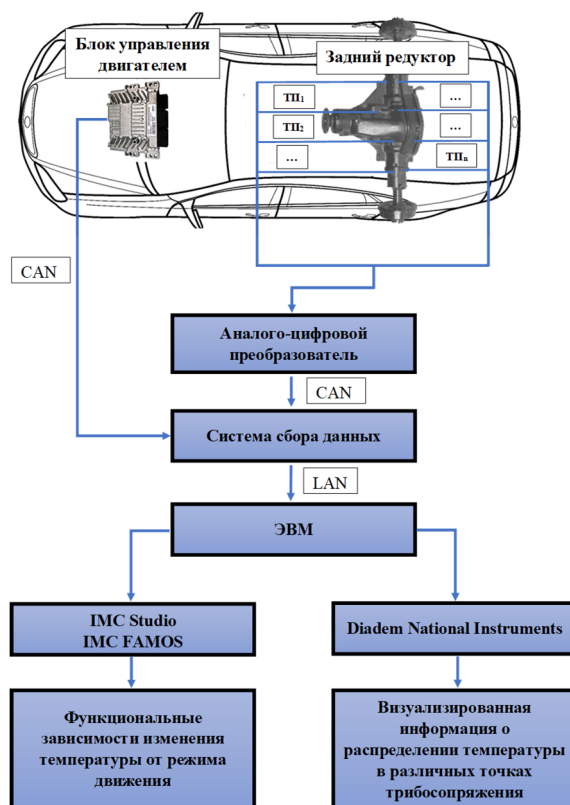 Блок управления
двигателем
Задний редуктор
ТП₁
...
ТП₂
...
...
ТПₙ
CAN
Аналого-цифровой
преобразователь
CAN
Система сбора данных
LAN
ЭВМ
IMC Studio
IMC FAMOS
Diadem National Instruments
Функциональные
зависимости изменения
температуры от режима
движения
Визуализированная
информация о
распределении температуры
в различных точках
трибосопряжения